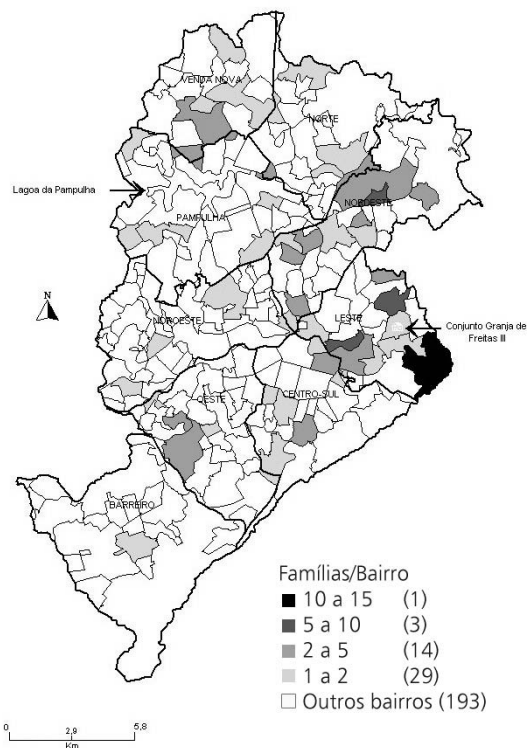 VENDA NOVA
NORTE
Lagoa da Pampulha
NOROESTE
PAMPULHA
N
LESTE
NOROESTE
Conjunto Granja de
Freitas III
OESTE
CENTRO-SUL
BARREIRO
Famílias/Bairro
10 a 15 (1)
5 a 10 (3)
2 a 5 (14)
1 a 2 (29)
Outros bairros (193)
0 2,9 5,8
Km